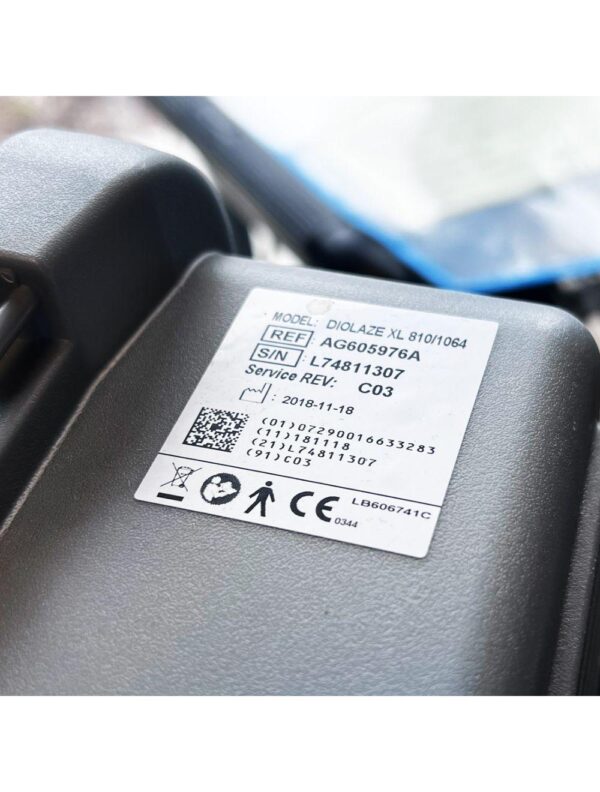 MODEL: DIOLAZE XL 810/1064
REF AG605976A
S/N L74811307
Service REV: C03
: 2018-11-18
(01)07290016633283
(11)181118
(21)L74811307
(91)C03
CE 0344
LB606741C